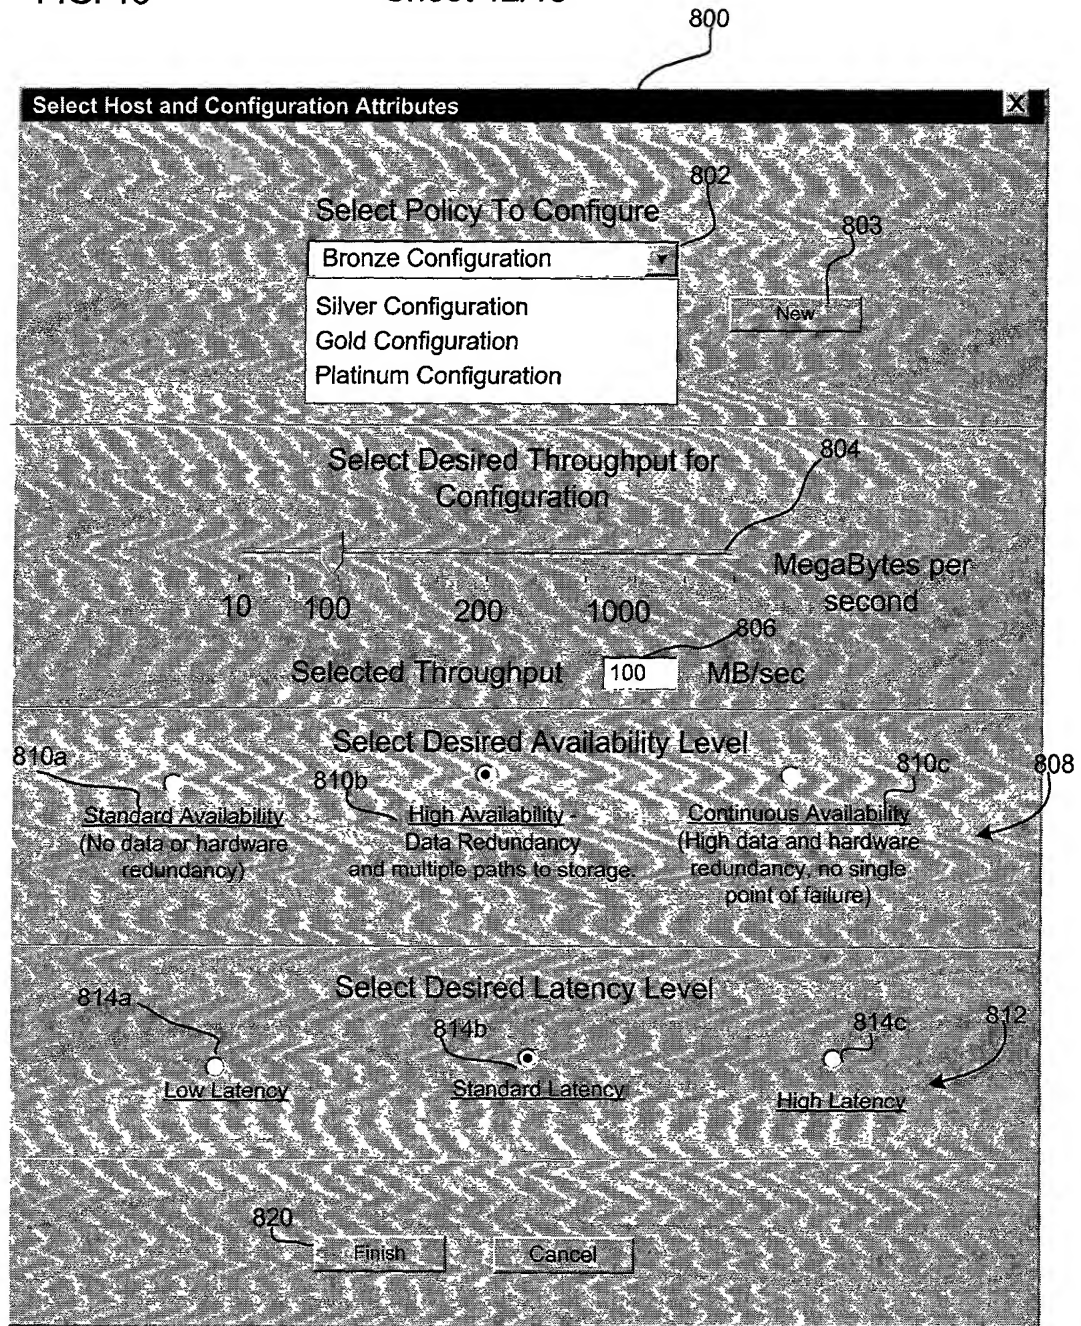 800
Select Host and Configuration Attributes X
802
Select Policy To Configure
803
Bronze Configuration
New
Silver Configuration
Gold Configuration
Platinum Configuration
804
Select Desired Throughput for
Configuration
MegaBytes per
second
10 100 200 1000
806
Selected Throughput 100 MB/sec
Select Desired Availability Level
810a 810b 810c 808
Standard Availability
(No data or hardware
redundancy)
High Availability -
Data Redundancy
and multiple paths to storage.
Continuous Availability
(High data and hardware
redundancy, no single
point of failure)
Select Desired Latency Level
814a 814b 814c 812
Low Latency
Standard Latency
High Latency
820
Finish Cancel